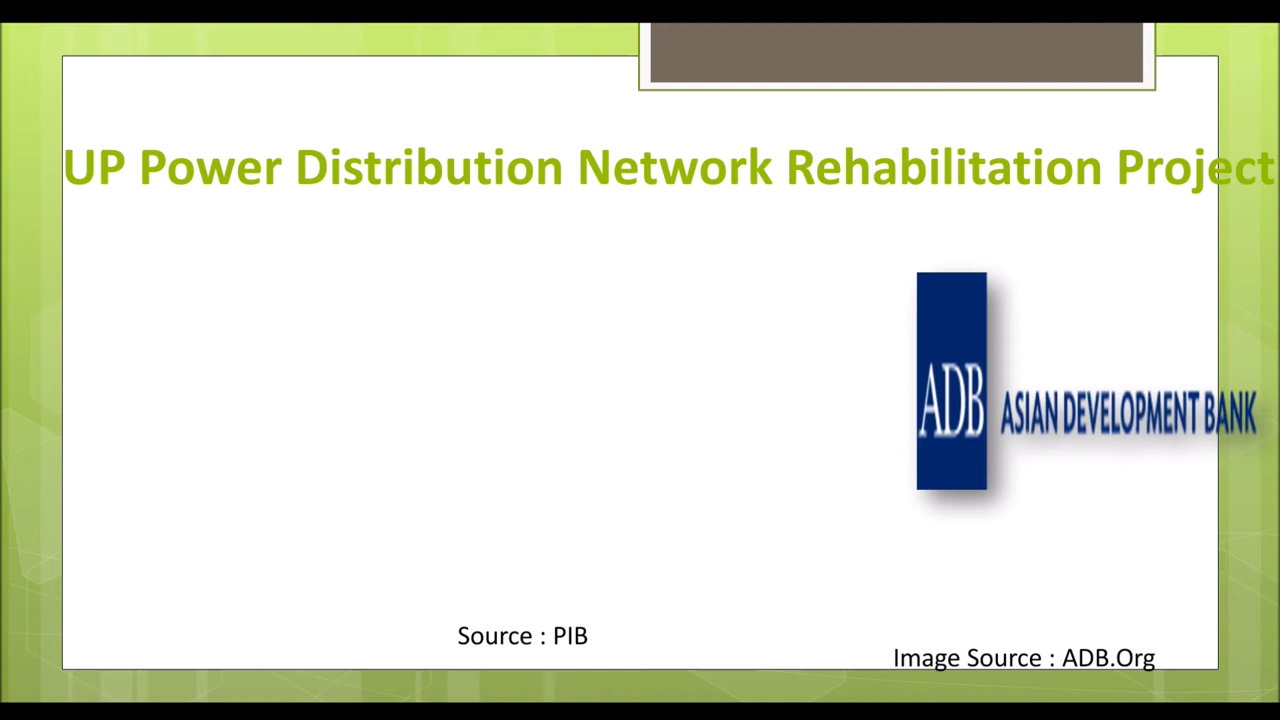 UP Power Distribution Network Rehabilitation Project
ADB
ASIAN DEVELOPMENT BANK
Source : PIB
Image Source : ADB.Org